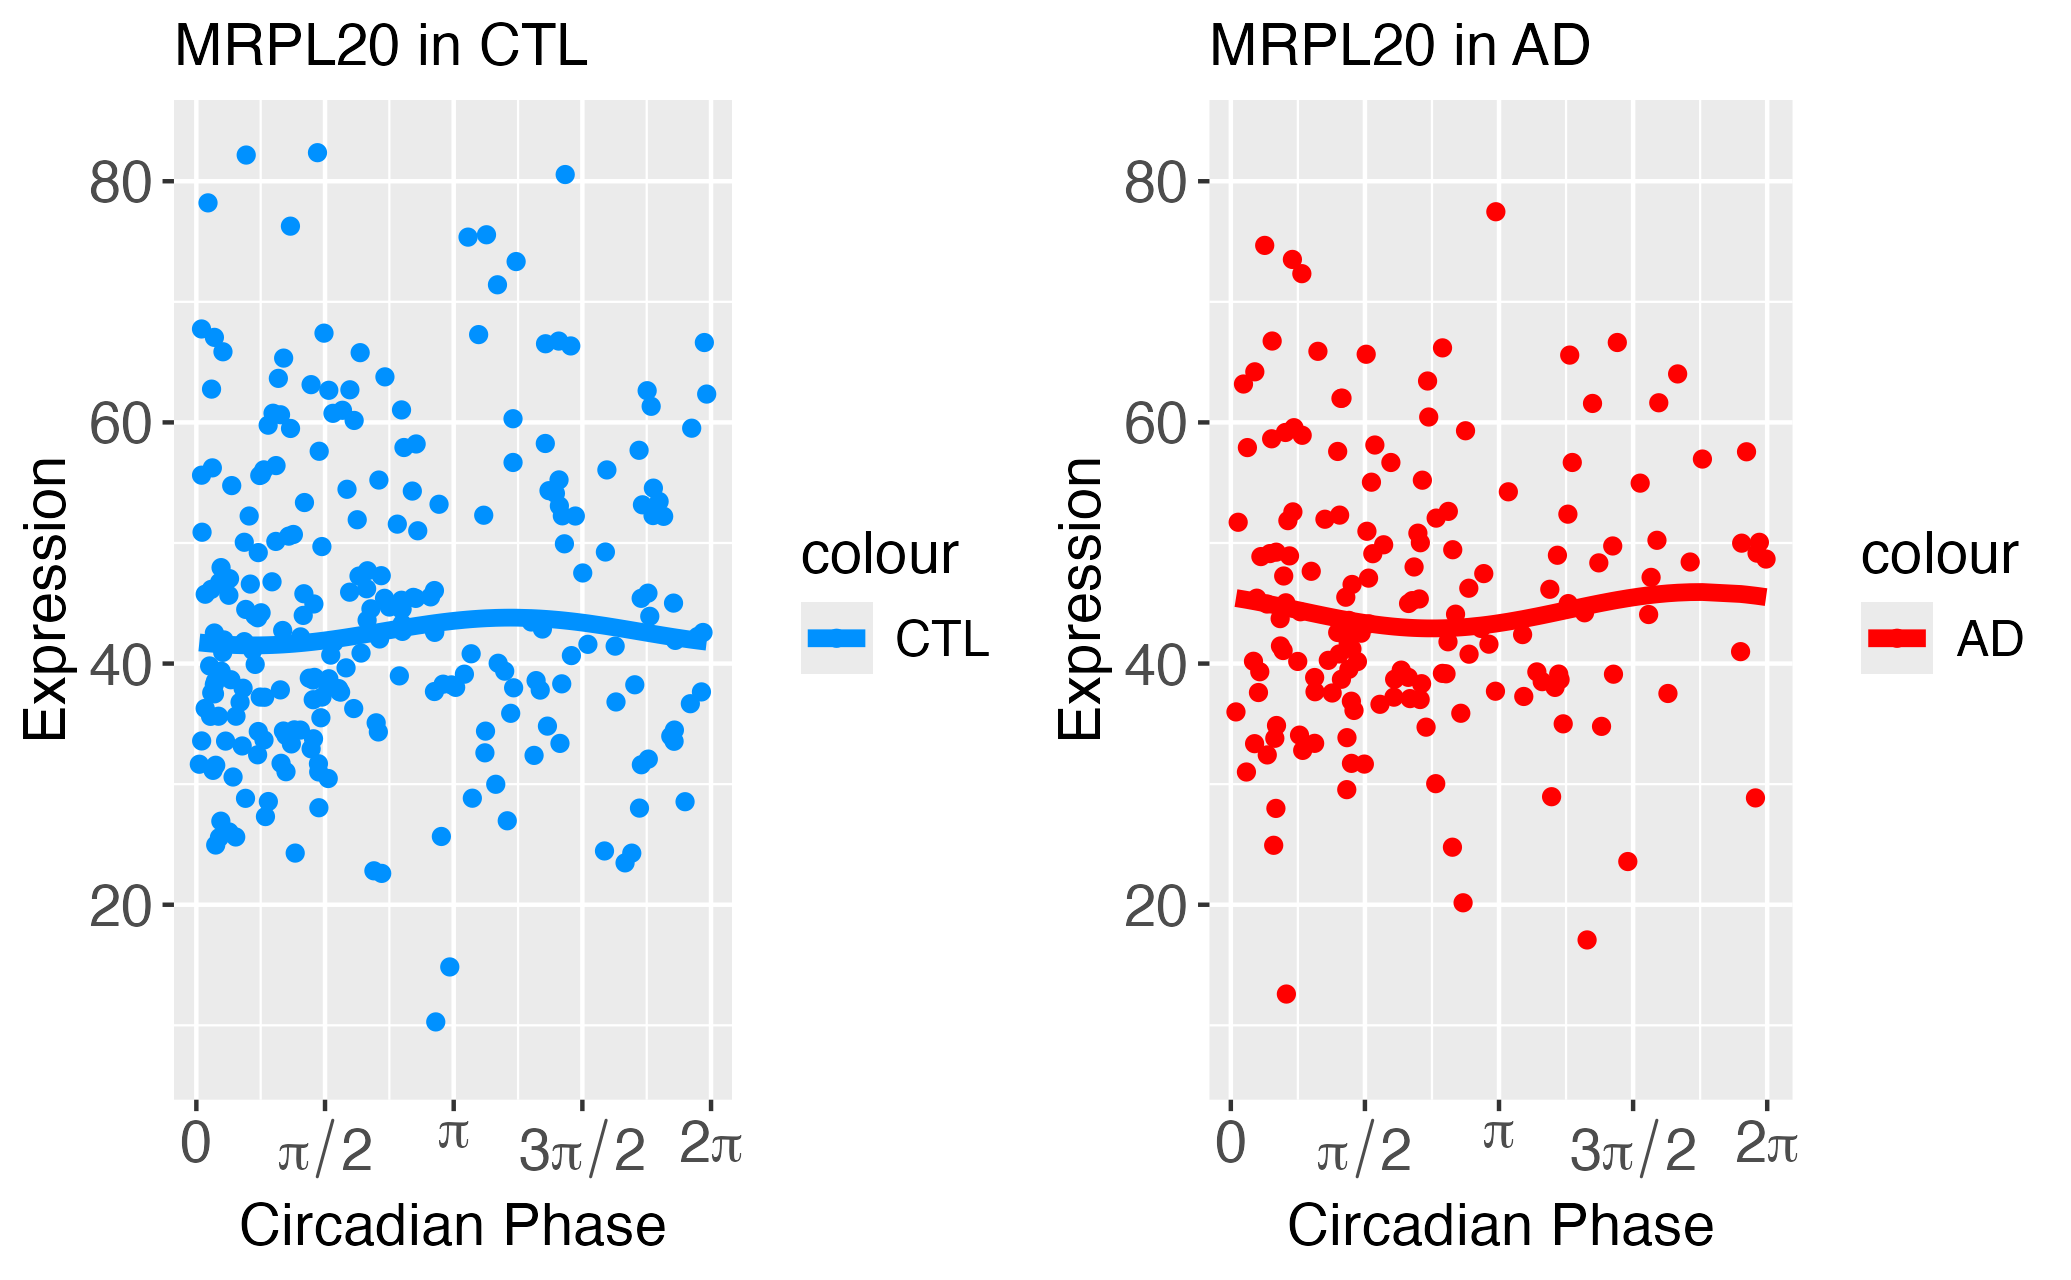 MRPL20 in CTL
80
60
40
20
Expression
0
π/2
π
3π/2
2π
Circadian Phase
colour
CTL
MRPL20 in AD
80
60
40
20
Expression
0
π/2
π
3π/2
2π
Circadian Phase
colour
AD